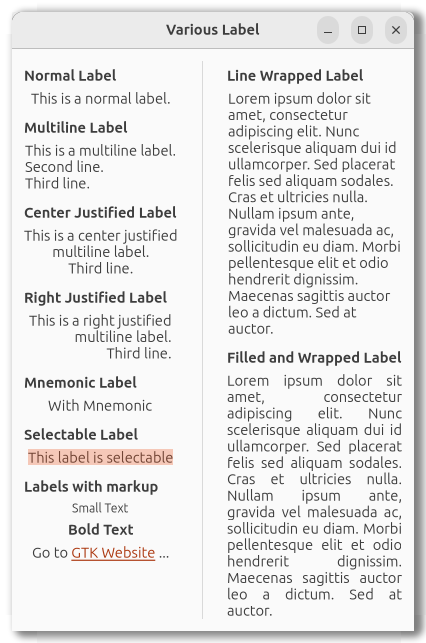 Various Label
Normal Label
This is a normal label.
Multiline Label
This is a multiline label.
Second line.
Third line.
Center Justified Label
This is a center justified
multiline label.
Third line.
Right Justified Label
This is a right justified
multiline label.
Third line.
Mnemonic Label
With Mnemonic
Selectable Label
This label is selectable
Labels with markup
Small Text
Bold Text
Go to GTK Website ...
Line Wrapped Label
Lorem ipsum dolor sit
amet, consectetur
adipiscing elit. Nunc
scelerisque aliquam dui id
ullamcorper. Sed placerat
felis sed aliquam sodales.
Cras et ultricies nulla.
Nullam ipsum ante,
gravida vel malesuada ac,
sollicitudin eu diam. Morbi
pellentesque elit et odio
hendrerit dignissim.
Maecenas sagittis auctor
leo a dictum. Sed at
auctor.
Filled and Wrapped Label
Lorem ipsum dolor sit
amet, consectetur
adipiscing elit. Nunc
scelerisque aliquam dui id
ullamcorper. Sed placerat
felis sed aliquam sodales.
Cras et ultricies nulla.
Nullam ipsum ante,
gravida vel malesuada ac,
sollicitudin eu diam. Morbi
pellentesque elit et odio
hendrerit dignissim.
Maecenas sagittis auctor
leo a dictum. Sed at
auctor.